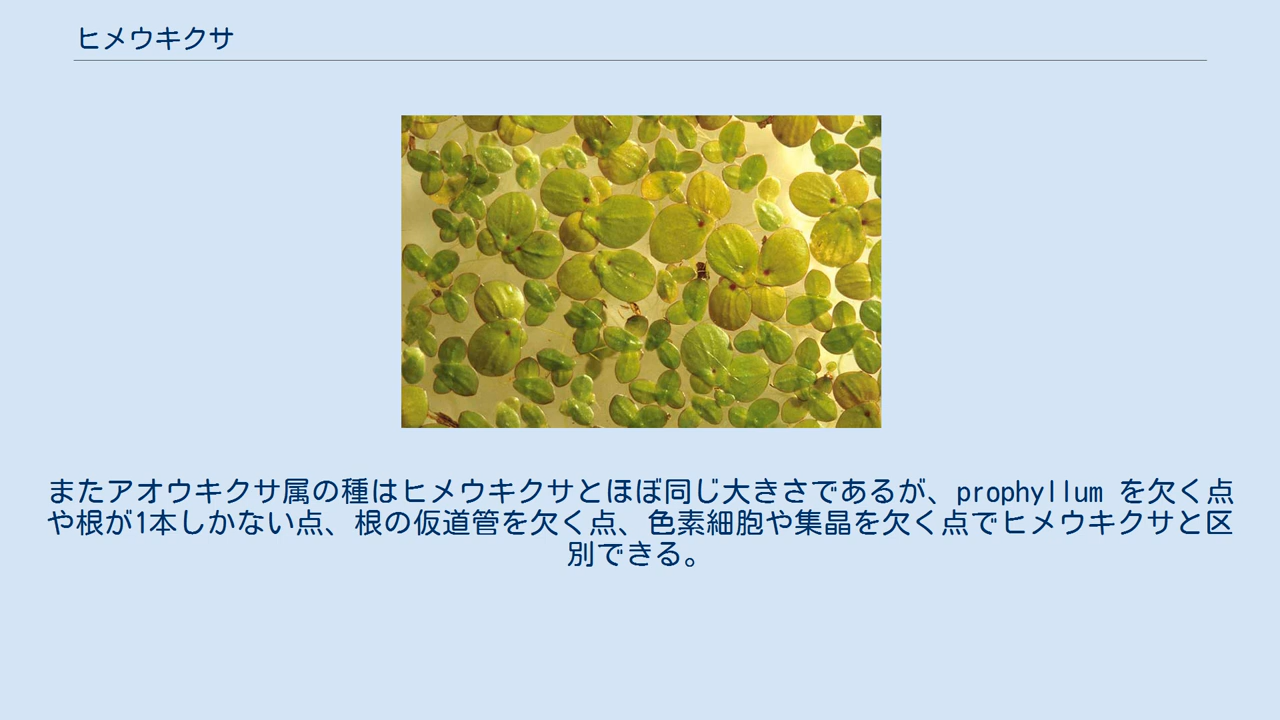 ヒメウキクサ
またアオウキクサ属の種はヒメウキクサとほぼ同じ大きさであるが、prophyllum を欠く点
や根が1本しかない点、根の仮道管を欠く点、色素細胞や集晶を欠く点でヒメウキクサと区
別できる。